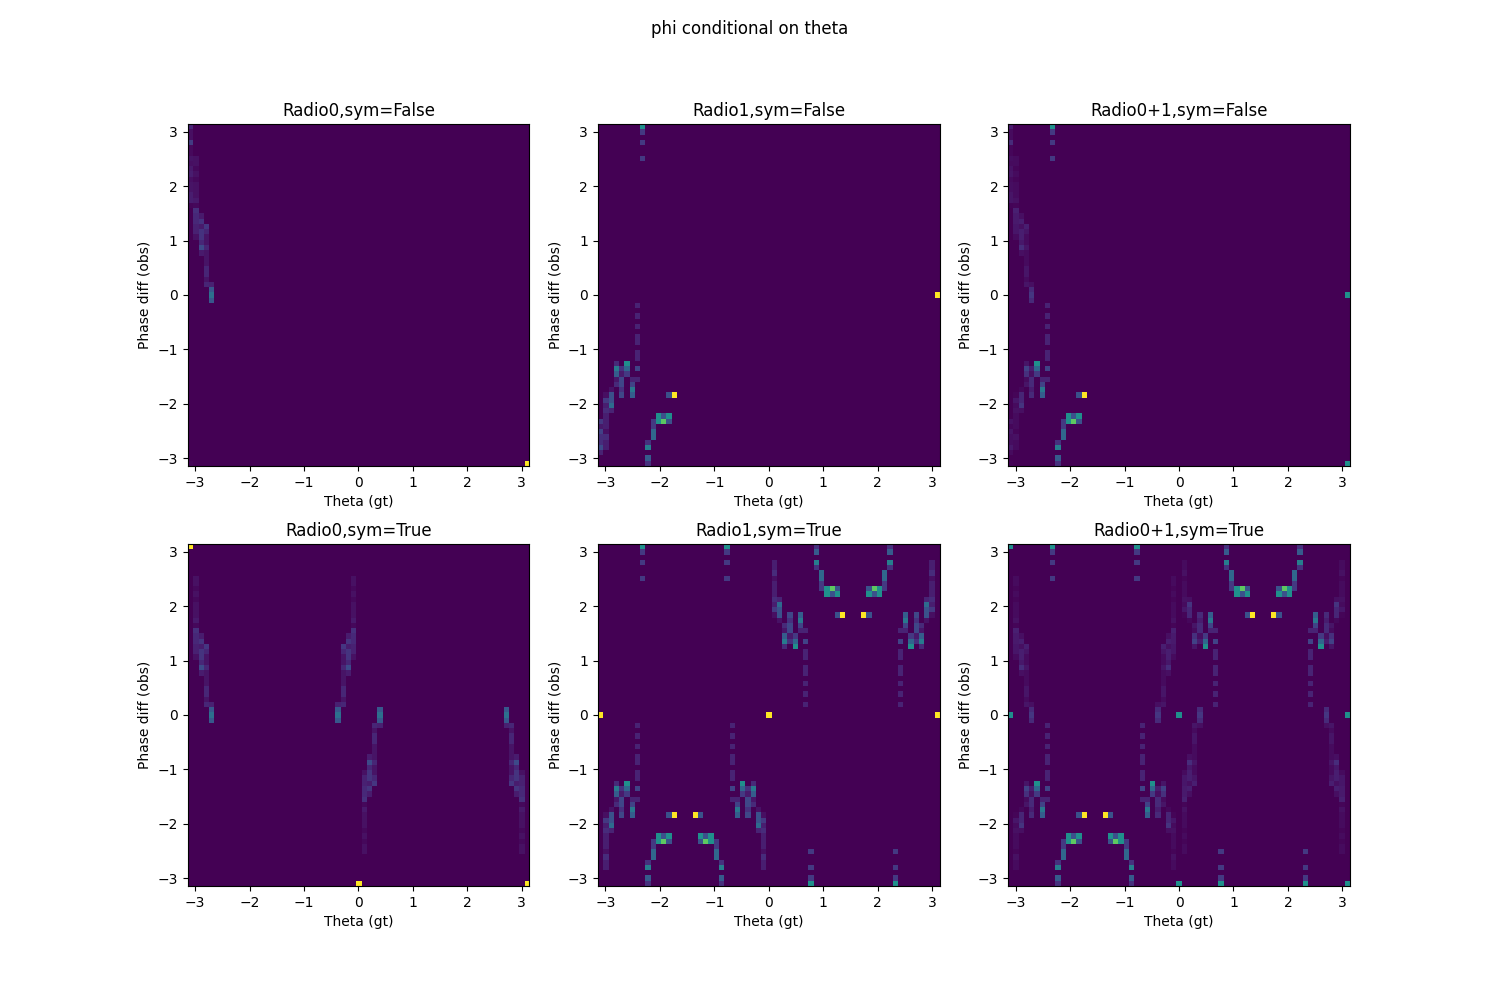 phi conditional on theta
Radio0,sym=False
Radio1,sym=False
Radio0+1,sym=False
3
2
1
0
−1
−2
−3
Phase diff (obs)
−3 −2 −1 0 1 2 3
Theta (gt)
3
2
1
0
−1
−2
−3
Phase diff (obs)
−3 −2 −1 0 1 2 3
Theta (gt)
3
2
1
0
−1
−2
−3
Phase diff (obs)
−3 −2 −1 0 1 2 3
Theta (gt)
Radio0,sym=True
Radio1,sym=True
Radio0+1,sym=True
3
2
1
0
−1
−2
−3
Phase diff (obs)
−3 −2 −1 0 1 2 3
Theta (gt)
3
2
1
0
−1
−2
−3
Phase diff (obs)
−3 −2 −1 0 1 2 3
Theta (gt)
3
2
1
0
−1
−2
−3
Phase diff (obs)
−3 −2 −1 0 1 2 3
Theta (gt)